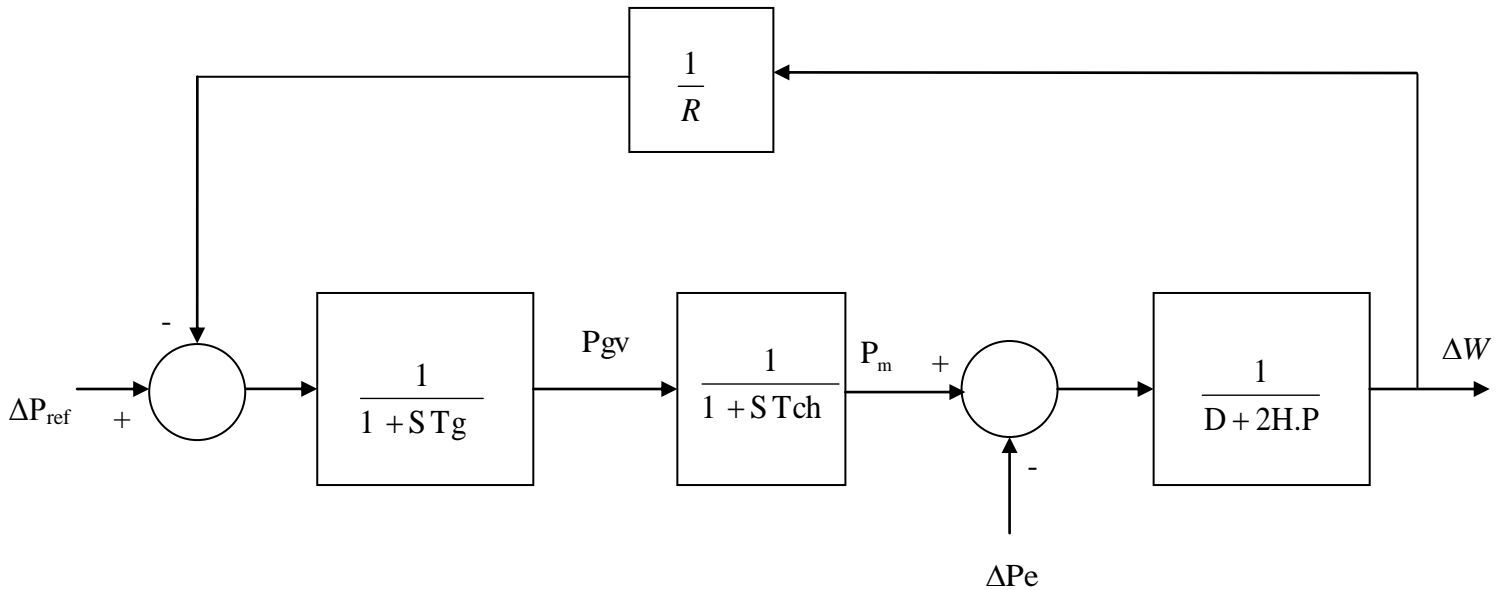 1
R
-
ΔP_ref
+
1
1 + S Tg
Pgv
1
1 + S Tch
P_m
+
-
ΔPe
1
D + 2H.P
ΔW